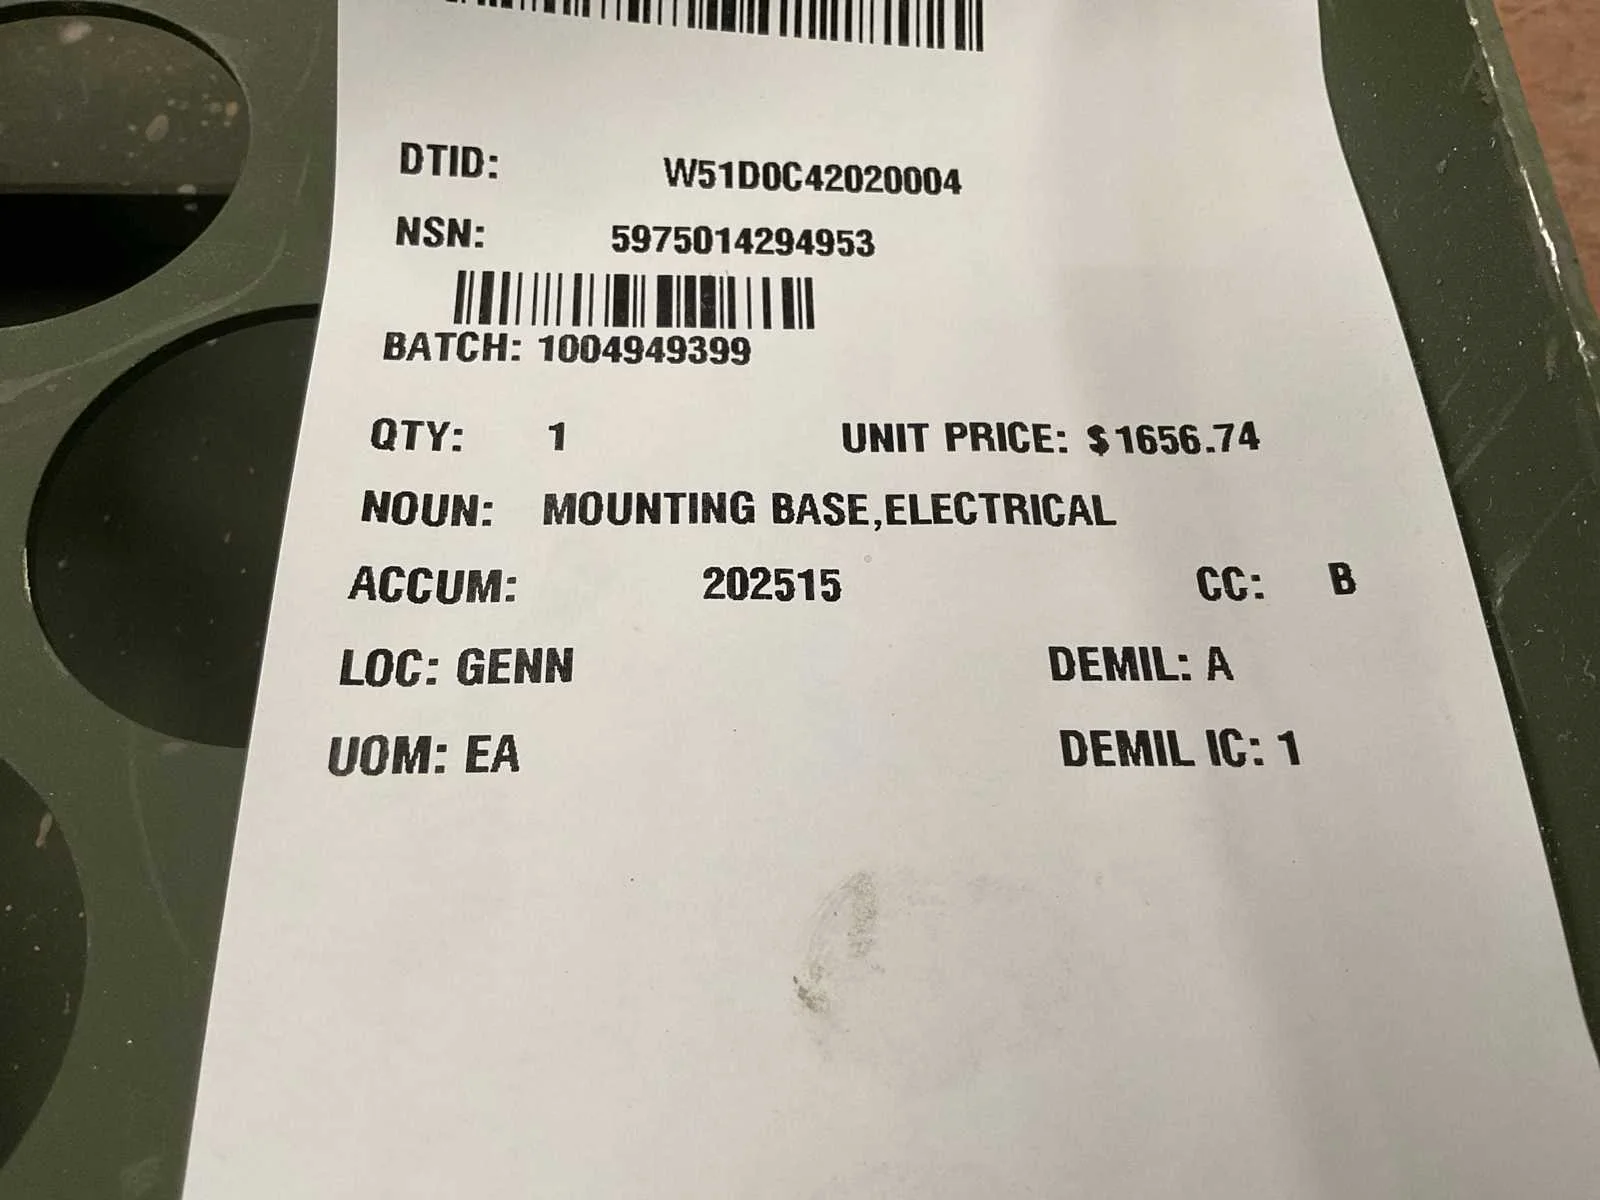 DTID: W51D0C42020004
NSN: 5975014294953
BATCH: 1004949399
QTY: 1 UNIT PRICE: $1656.74
NOUN: MOUNTING BASE,ELECTRICAL
ACCUM: 202515 CC: B
LOC: GENN DEMIL: A
UOM: EA DEMIL IC: 1